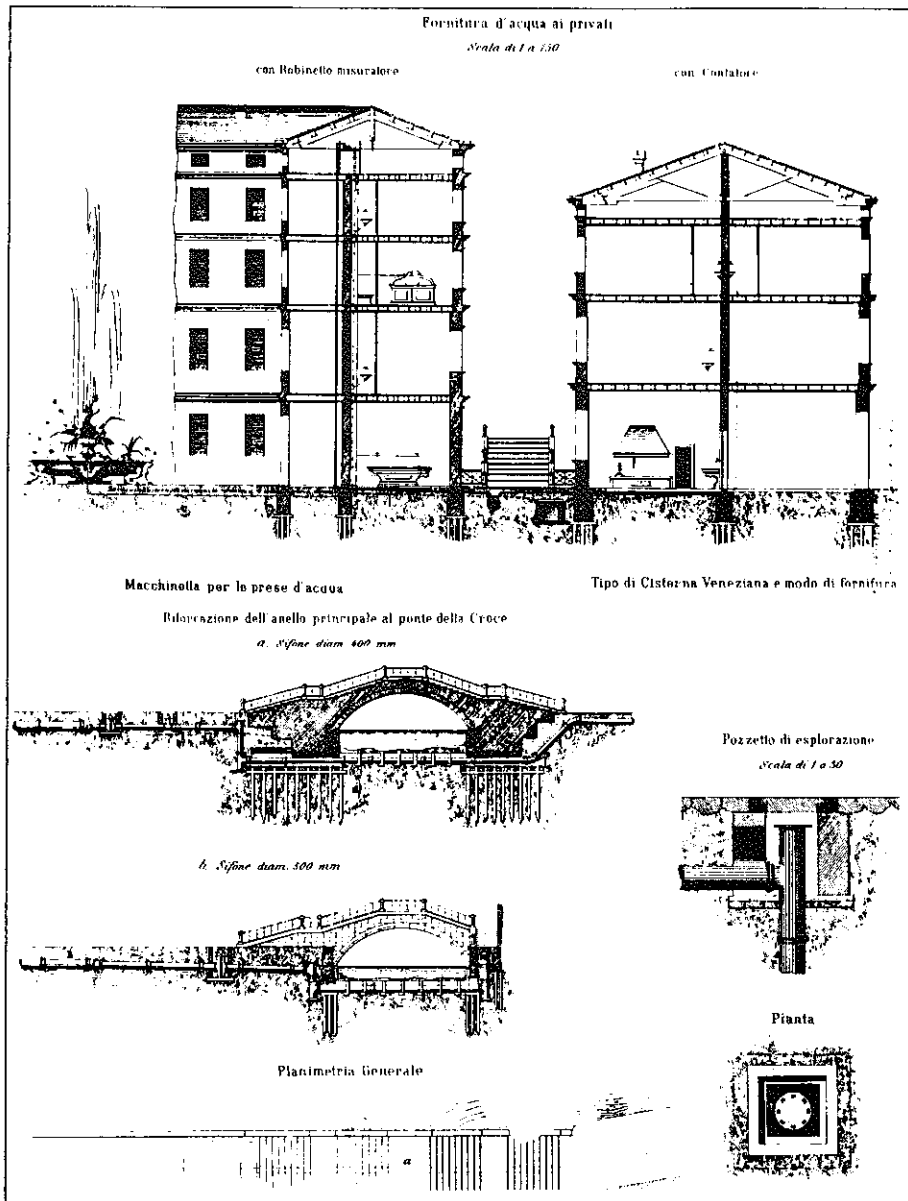 Fornitura d'acqua ai privati
Scala di 1 a 150
con Robinetto misuratore
con Contatore
Macchinella per le prese d'acqua
Tipo di Cisterna Veneziana e modo di fornitura
Biforcazione dell'anello principale al ponte della Croce
a. Sifone diam 400 mm
Pozzetto di esplorazione
Scala di 1 a 50
b. Sifone diam. 300 mm
Pianta
Planimetria Generale
a